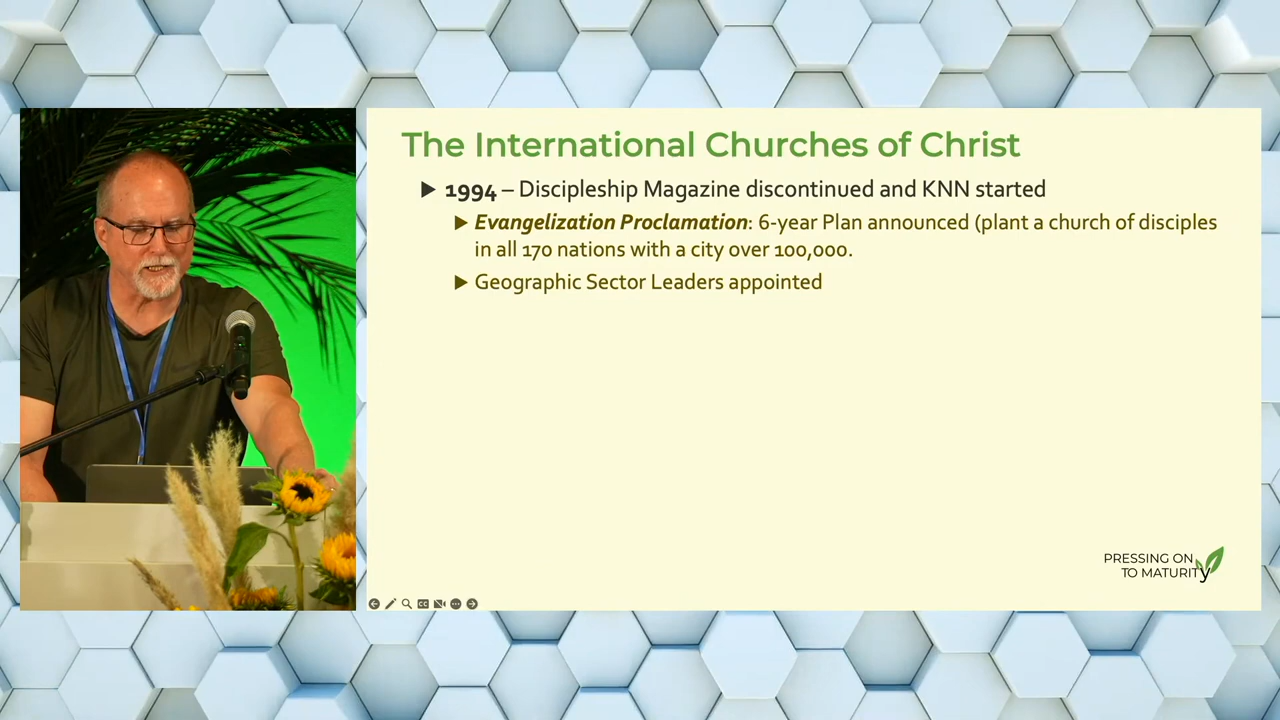 The International Churches of Christ
1994 – Discipleship Magazine discontinued and KNN started
Evangelization Proclamation: 6-year Plan announced (plant a church of disciples
in all 170 nations with a city over 100,000.
Geographic Sector Leaders appointed
PRESSING ON
TO MATURITy
CC